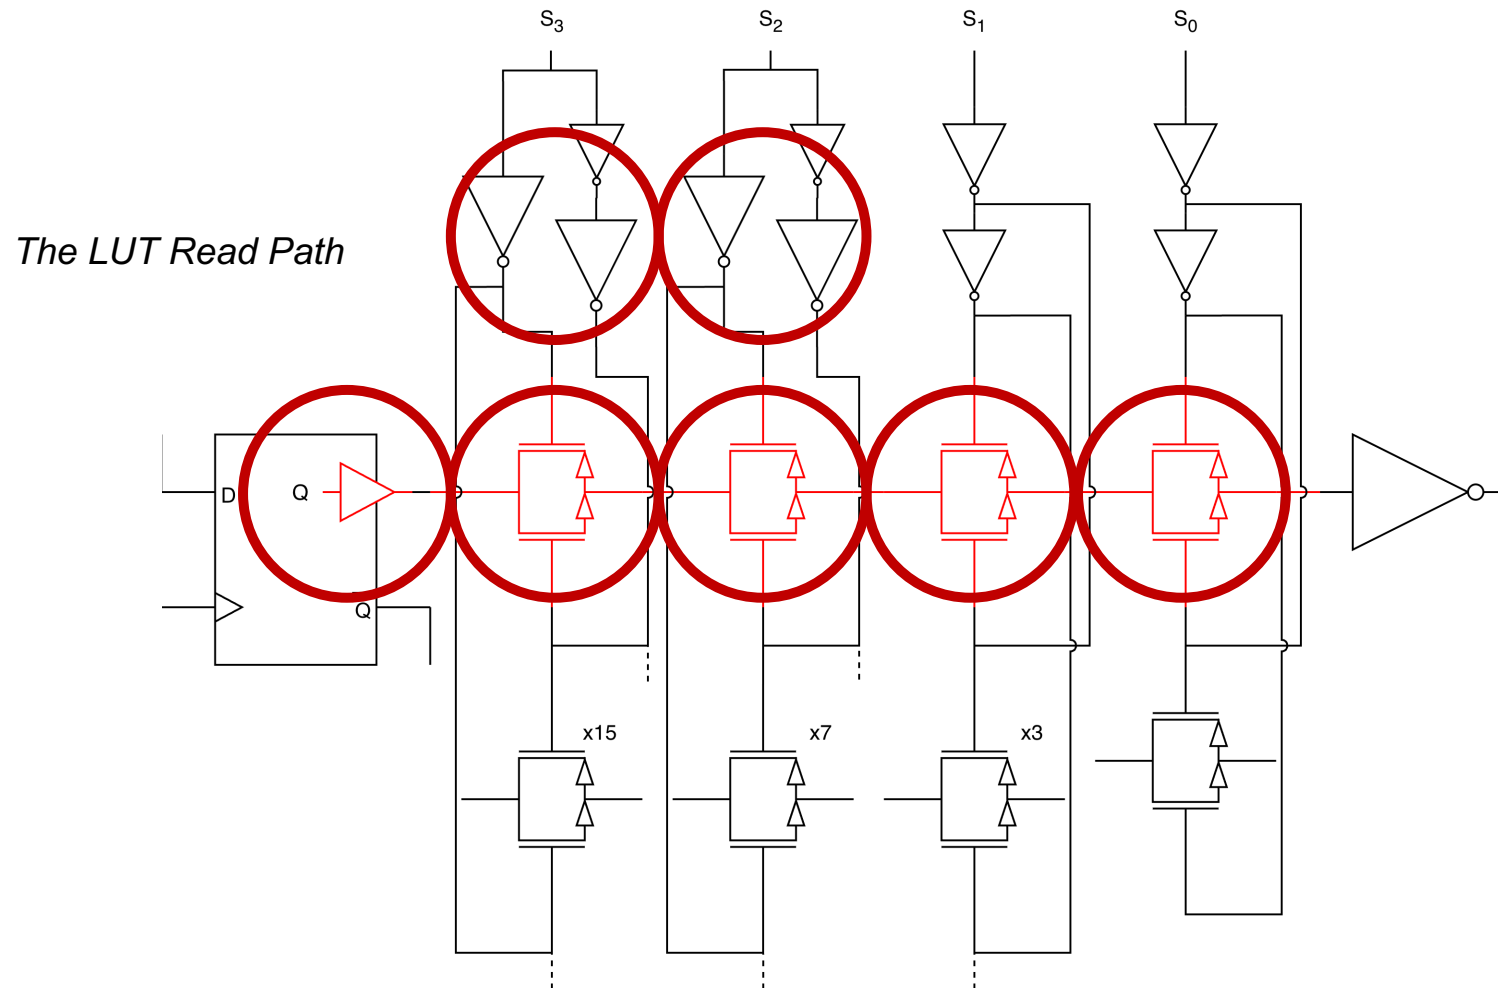 S3 S2 S1 S0
The LUT Read Path
D Q
Q
x15 x7 x3